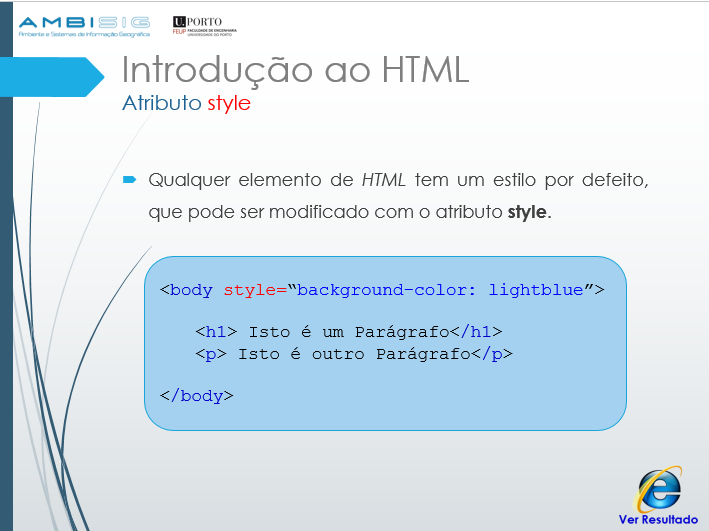 AMBISIG
Ambiente e Sistemas de Informação Geográfica
U.PORTO
FEUP FACULDADE DE ENGENHARIA
UNIVERSIDADE DO PORTO
Introdução ao HTML
Atributo style
Qualquer elemento de HTML tem um estilo por defeito,
que pode ser modificado com o atributo style.
<body style=“background-color: lightblue”>
<h1> Isto é um Parágrafo</h1>
<p> Isto é outro Parágrafo</p>
</body>
Ver Resultado